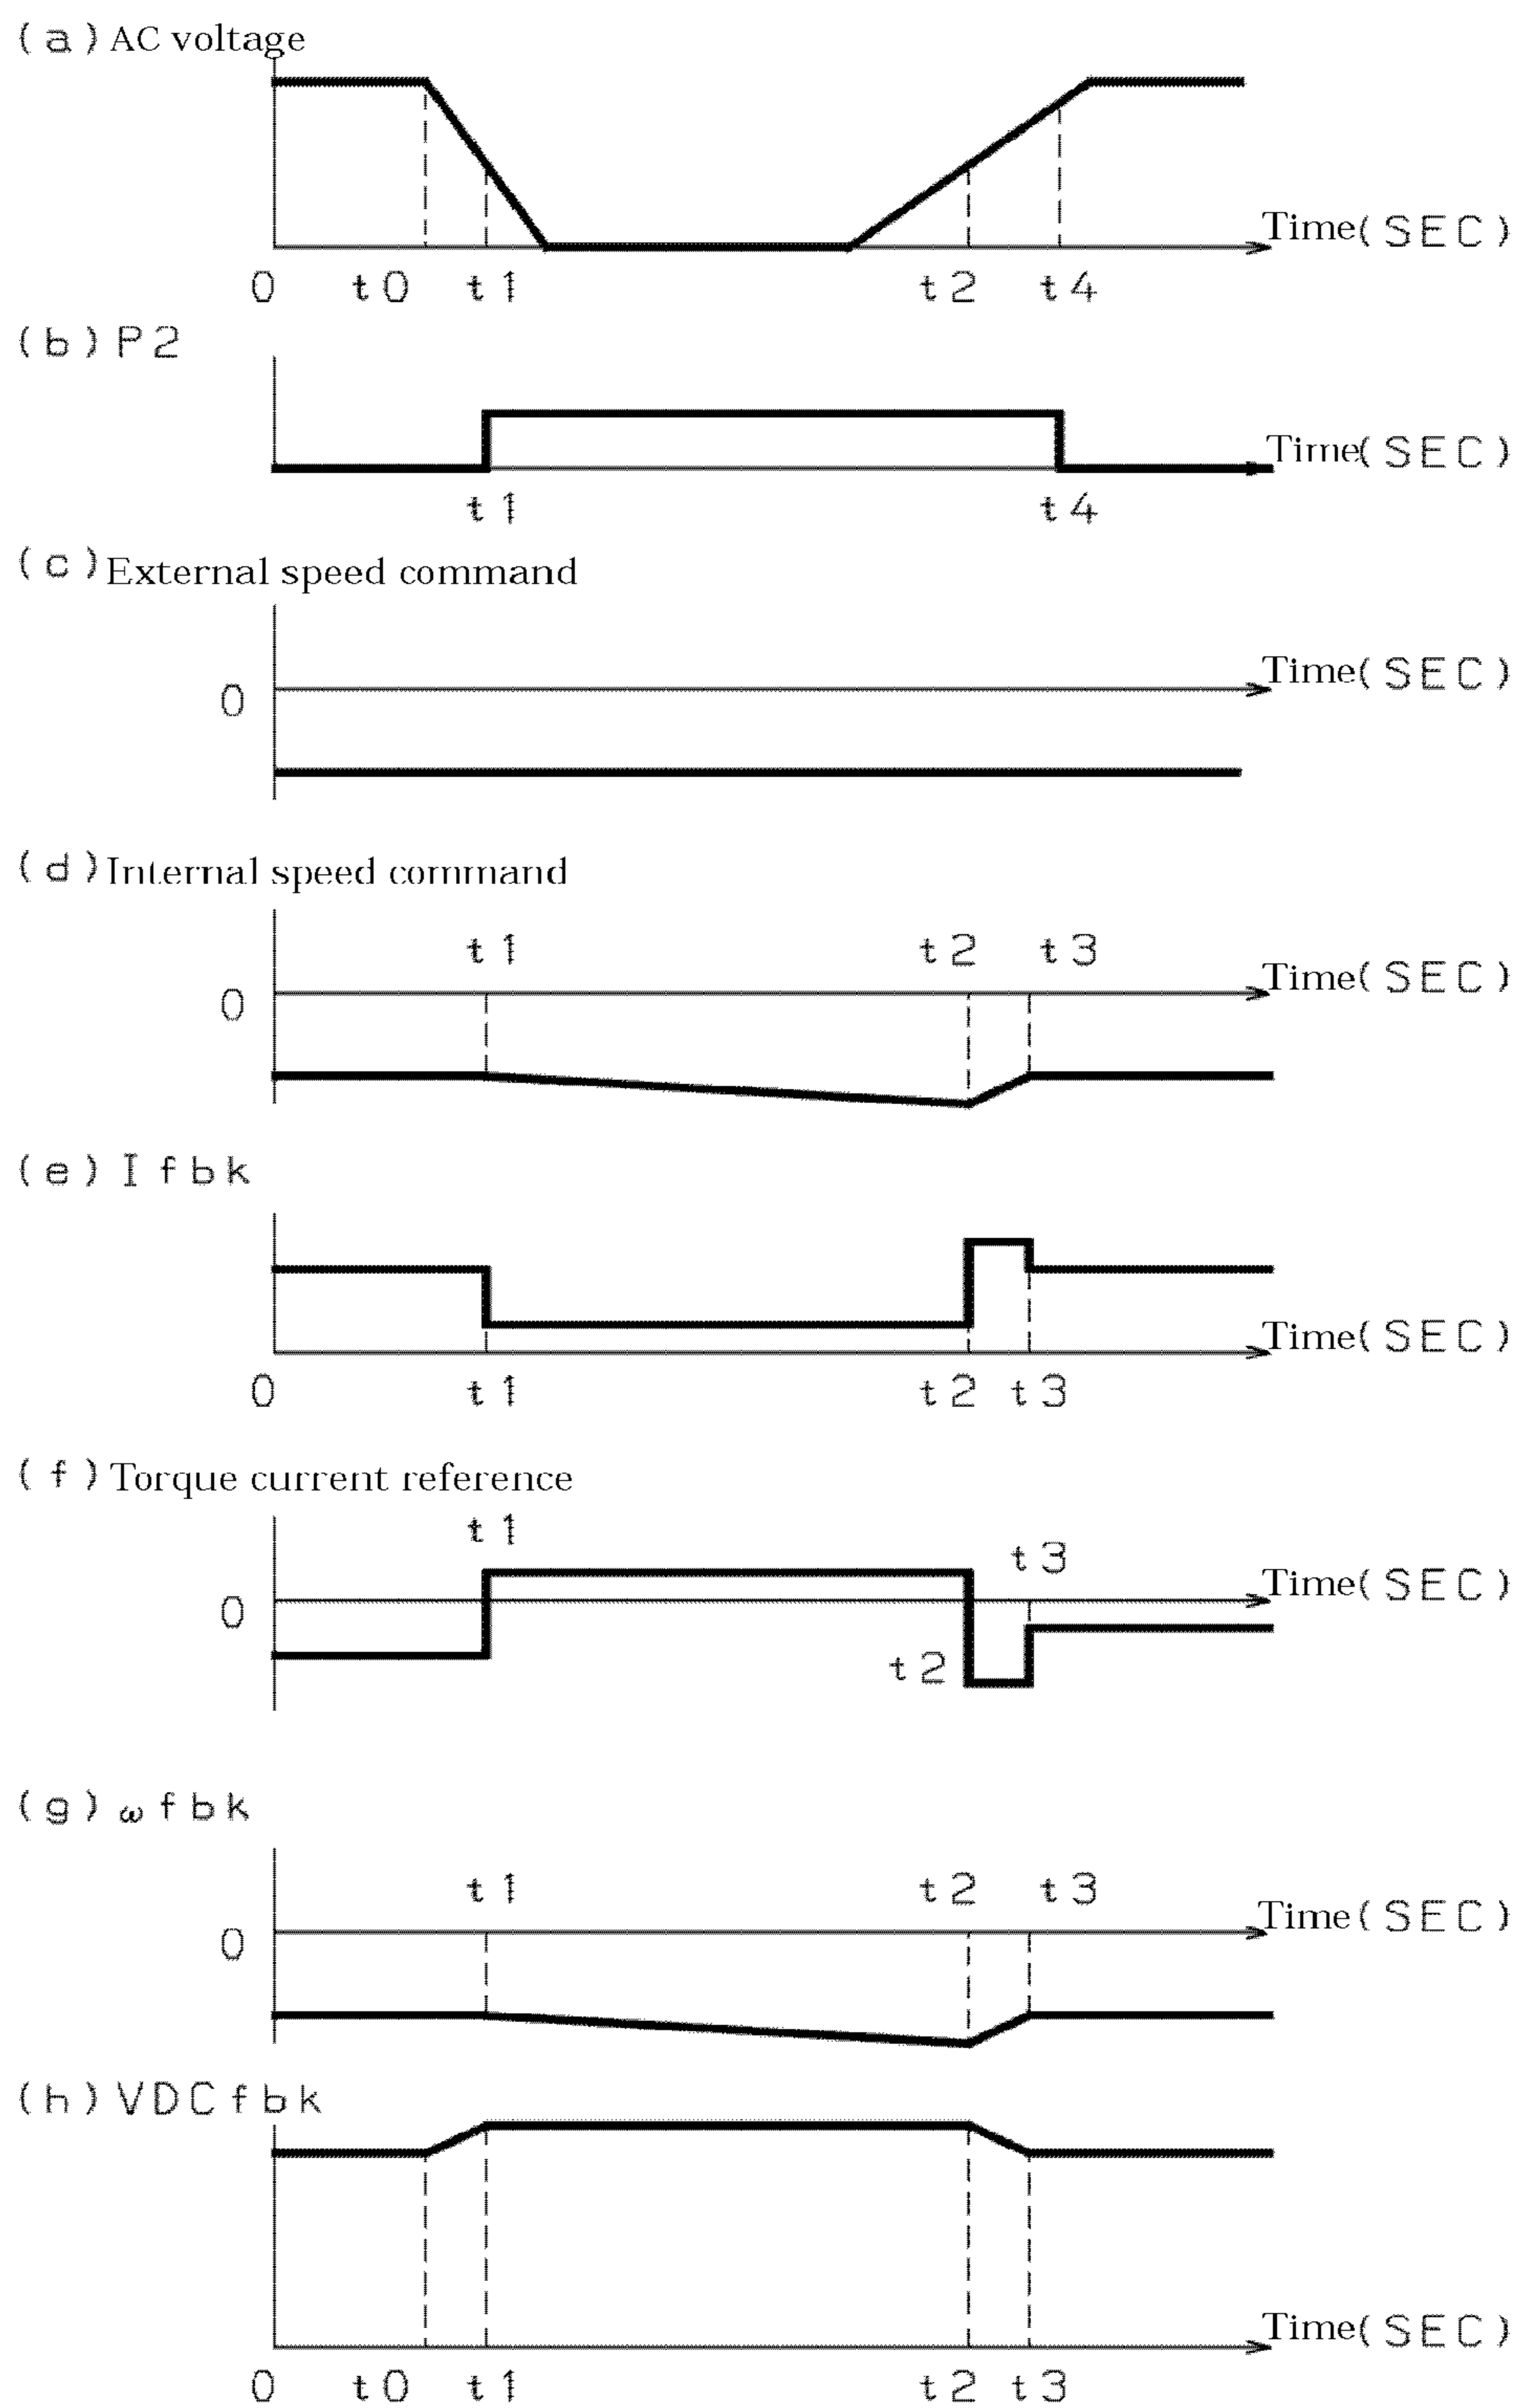 (a) AC voltage
Time(SEC)
0 t0 t1 t2 t4
(b) P2
Time(SEC)
t1 t4
(c) External speed command
Time(SEC)
0
(d) Internal speed command
t1 t2 t3
Time(SEC)
0
(e) Ifbk
Time(SEC)
0 t1 t2 t3
(f) Torque current reference
t1
t3
Time(SEC)
0
t2
(g) ωfbk
t1 t2 t3
Time(SEC)
0
(h) VDCfbk
Time(SEC)
0 t0 t1 t2 t3